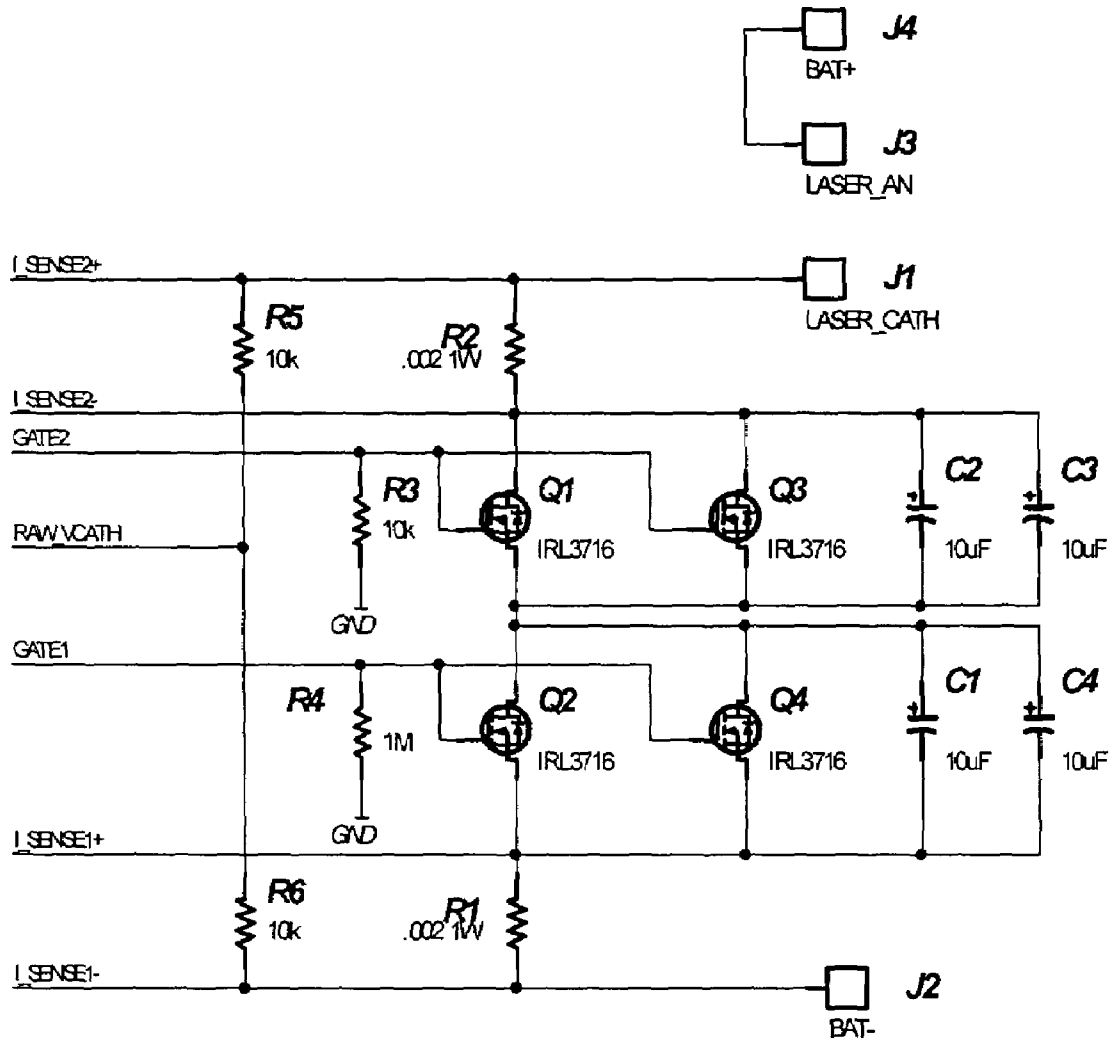 J4
BAT+
J3
LASER_AN
I_SENSE2+
J1
LASER_CATH
R5
10k
R2
.002 1W
I_SENSE2-
GATE2
R3
10k
Q1
IRL3716
Q3
IRL3716
C2
10uF
C3
10uF
RAW_VCATH
GND
GATE1
R4
1M
Q2
IRL3716
Q4
IRL3716
C1
10uF
C4
10uF
GND
I_SENSE1+
R6
10k
R1
.002 1W
I_SENSE1-
J2
BAT-